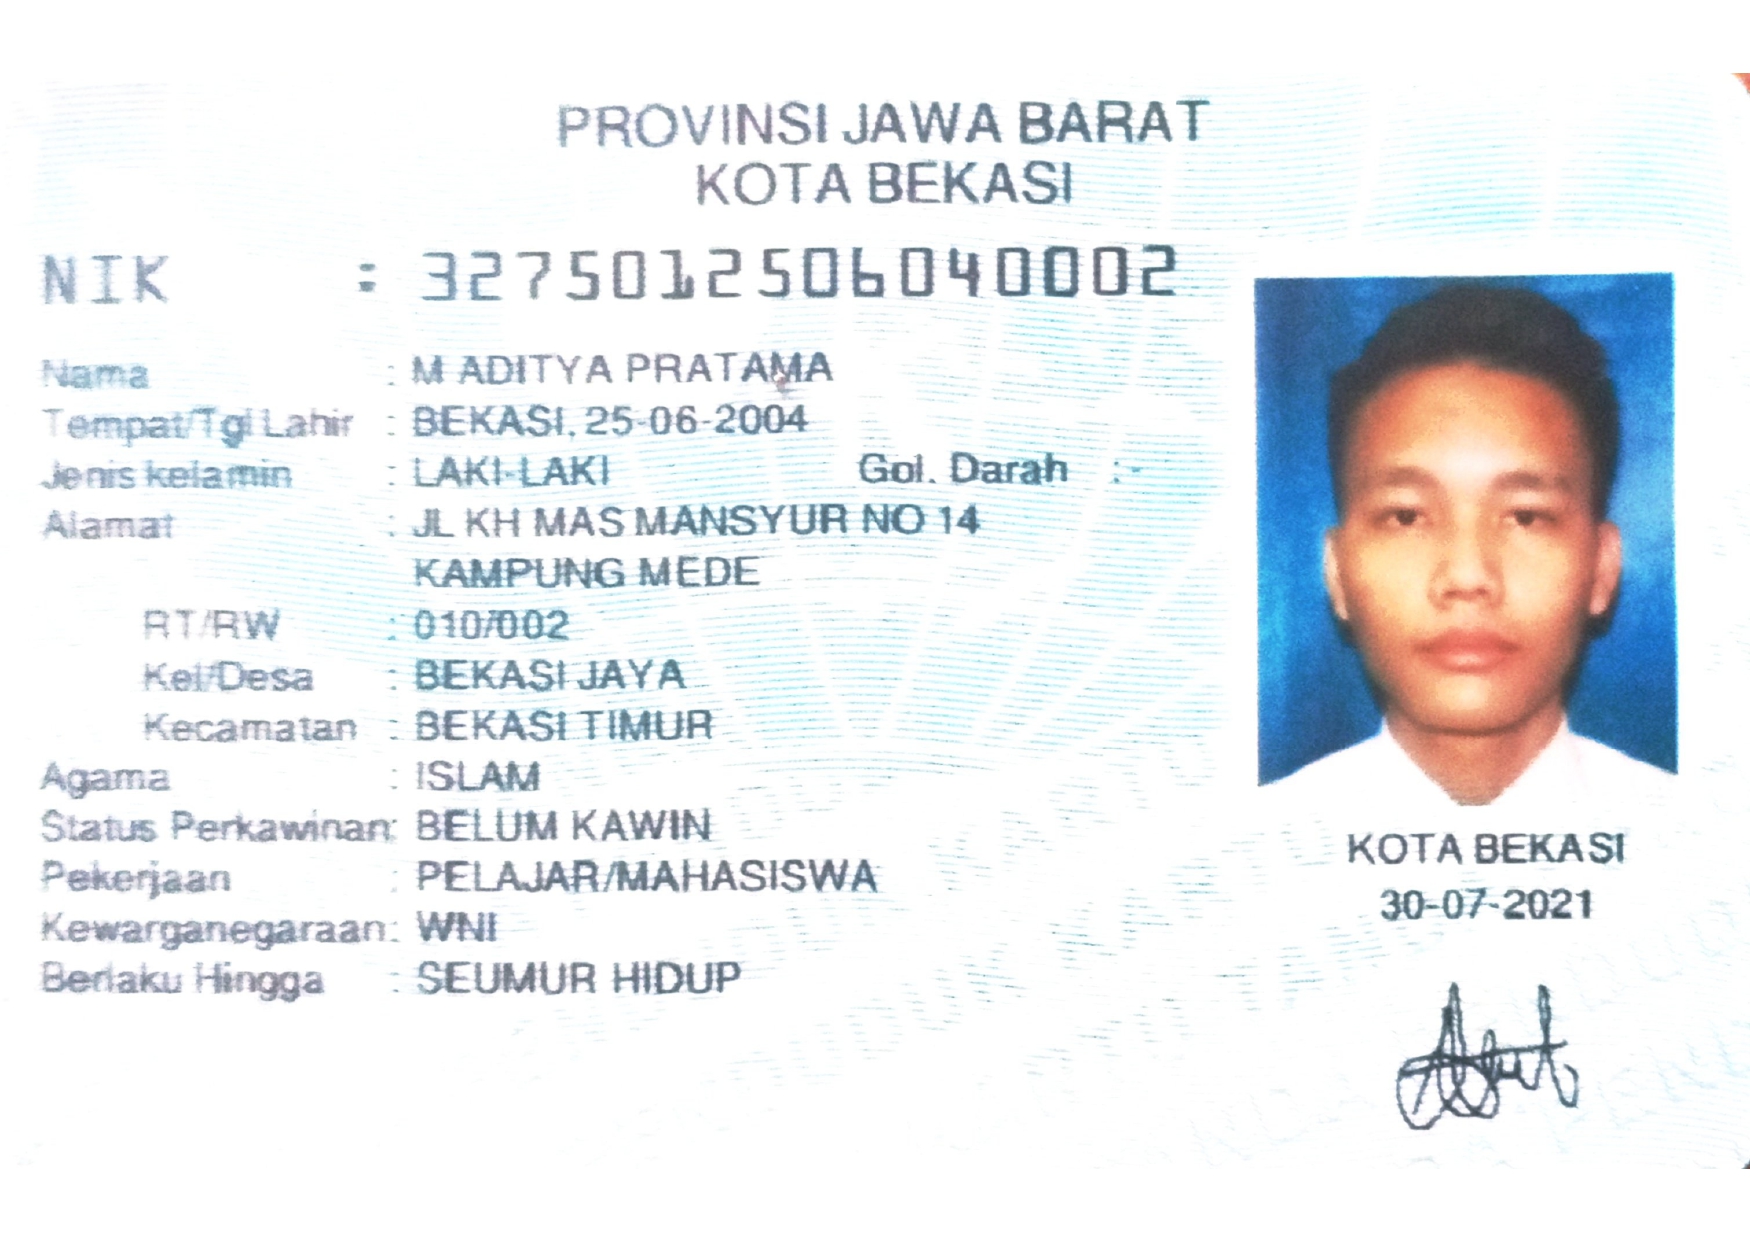 PROVINSI JAWA BARAT
KOTA BEKASI
NIK : 3275012506040002
Nama : M ADITYA PRATAMA
Tempat/Tgl Lahir : BEKASI, 25-06-2004
Jenis kelamin : LAKI-LAKI Gol. Darah : -
Alamat : JL KH MAS MANSYUR NO 14
KAMPUNG MEDE
RT/RW : 010/002
Kel/Desa : BEKASI JAYA
Kecamatan : BEKASI TIMUR
Agama : ISLAM
Status Perkawinan: BELUM KAWIN
Pekerjaan : PELAJAR/MAHASISWA
Kewarganegaraan: WNI
Berlaku Hingga : SEUMUR HIDUP
KOTA BEKASI
30-07-2021